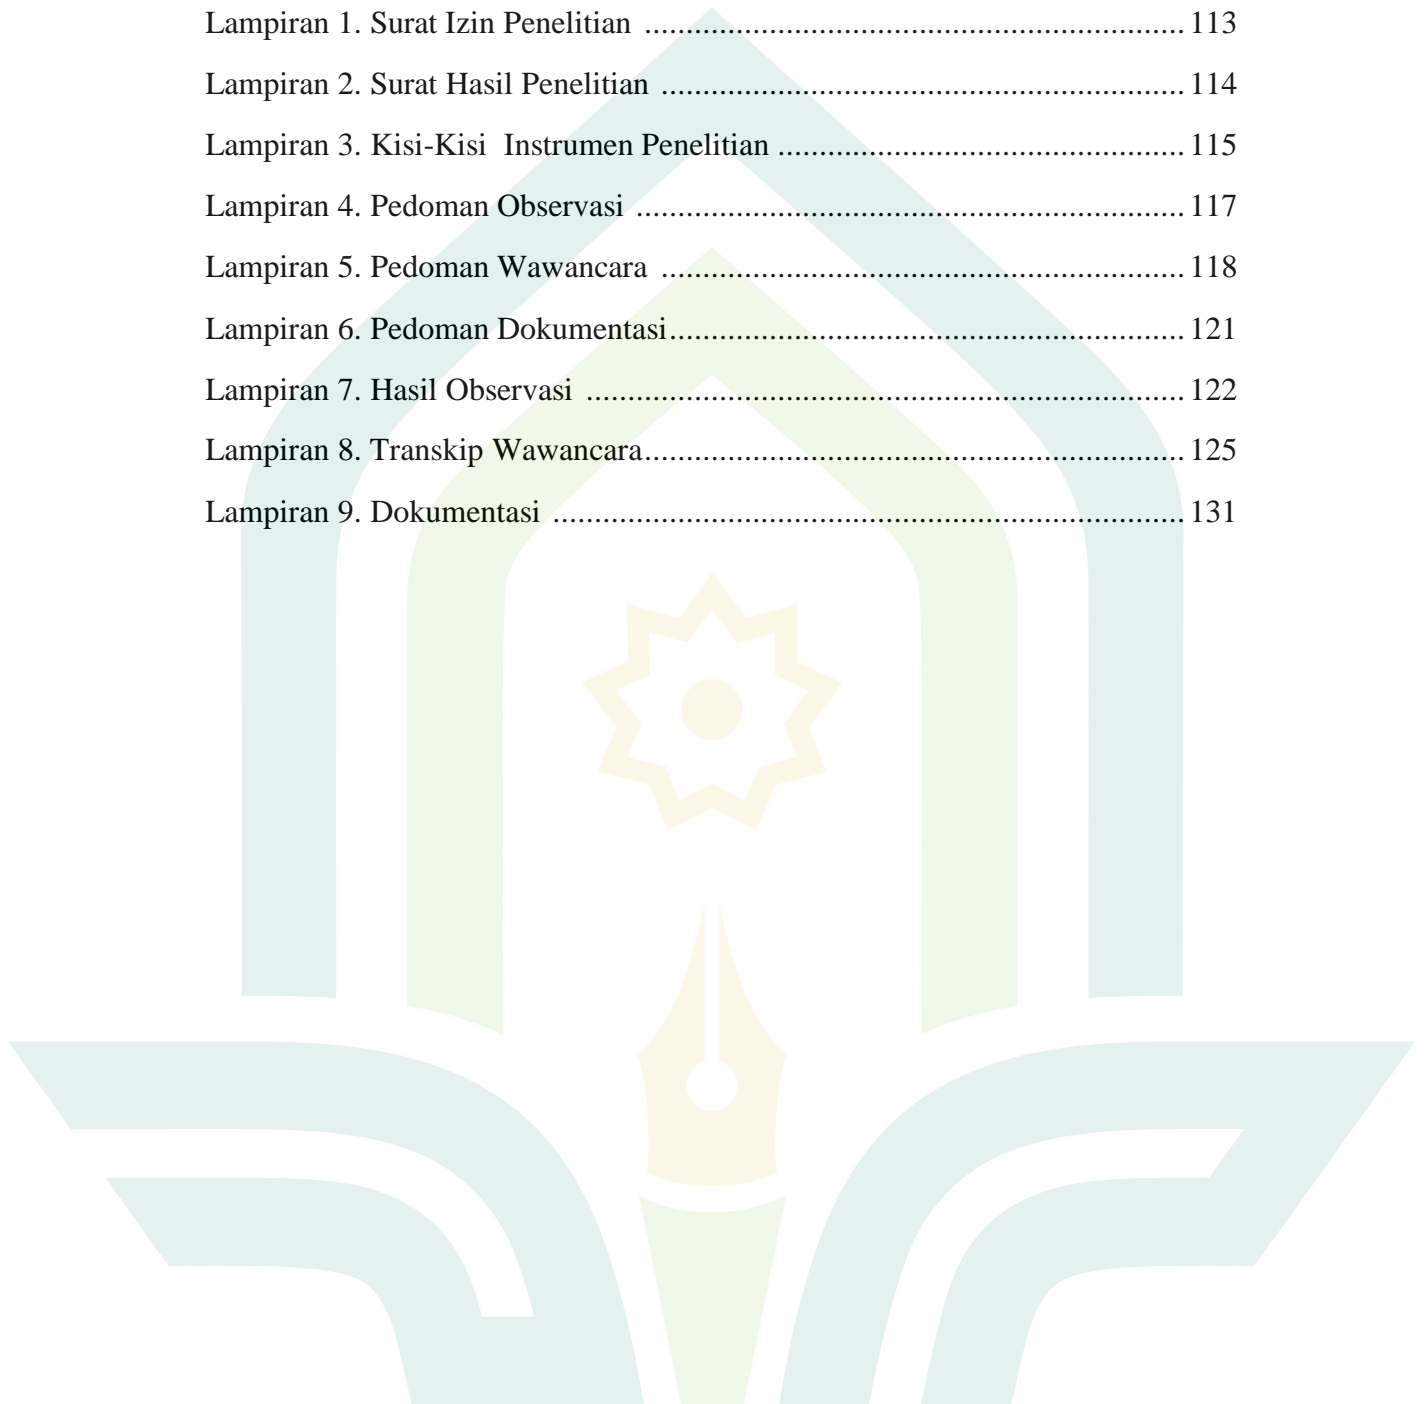 Lampiran 1. Surat Izin Penelitian ................................................................. 113
Lampiran 2. Surat Hasil Penelitian ............................................................... 114
Lampiran 3. Kisi-Kisi  Instrumen Penelitian ................................................. 115
Lampiran 4. Pedoman Observasi .................................................................. 117
Lampiran 5. Pedoman Wawancara ............................................................... 118
Lampiran 6. Pedoman Dokumentasi.............................................................. 121
Lampiran 7. Hasil Observasi ........................................................................ 122
Lampiran 8. Transkip Wawancara................................................................. 125
Lampiran 9. Dokumentasi ............................................................................ 131